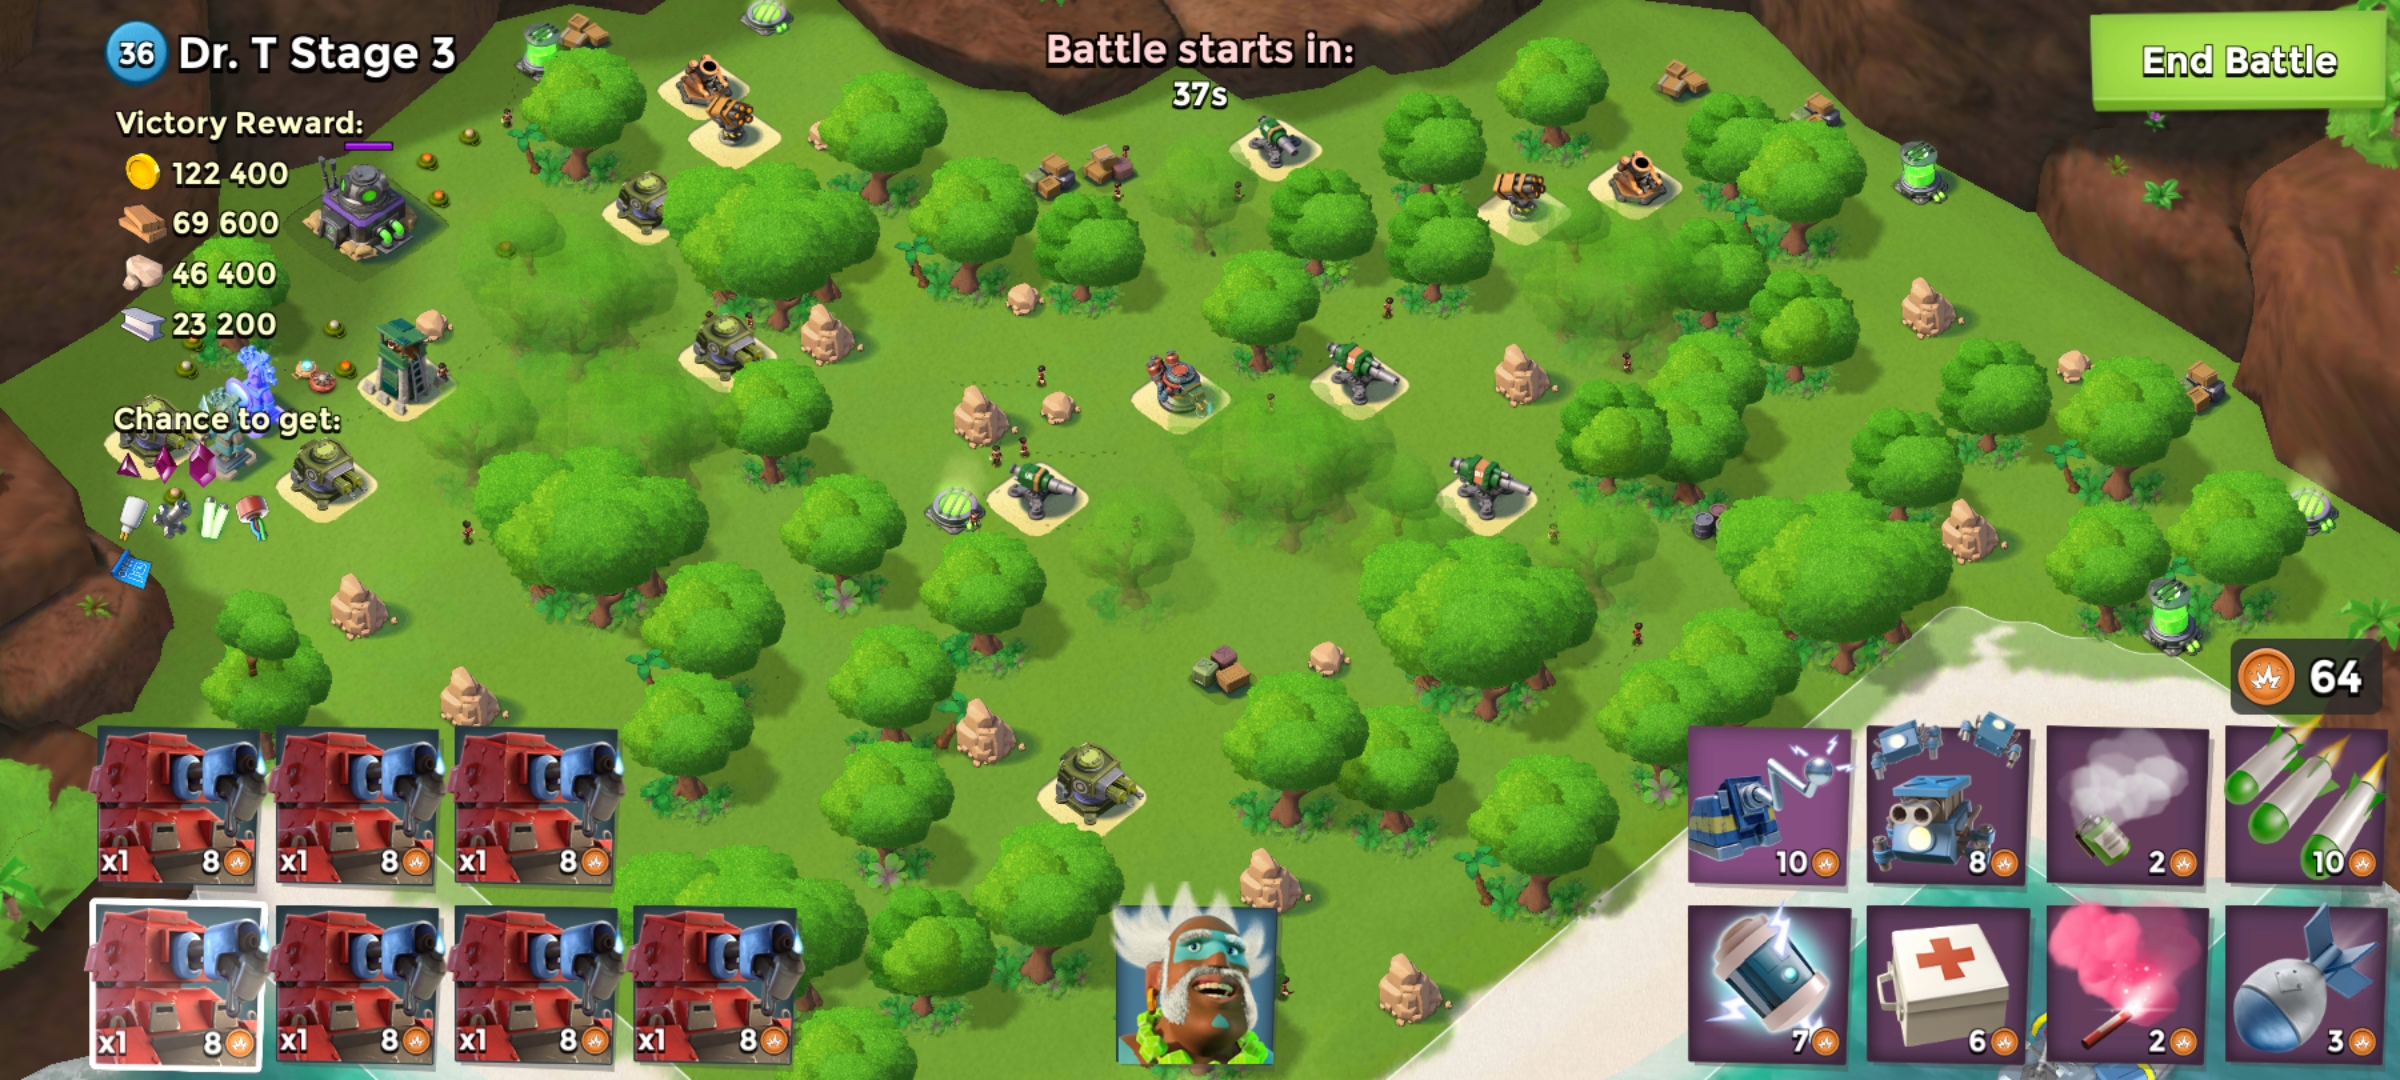 36 Dr. T Stage 3
Battle starts in:
37s
End Battle
Victory Reward:
122 400
69 600
46 400
23 200
Chance to get:
64
x1 8
x1 8
x1 8
10
8
2
10
x1 8
x1 8
x1 8
x1 8
7
6
2
3